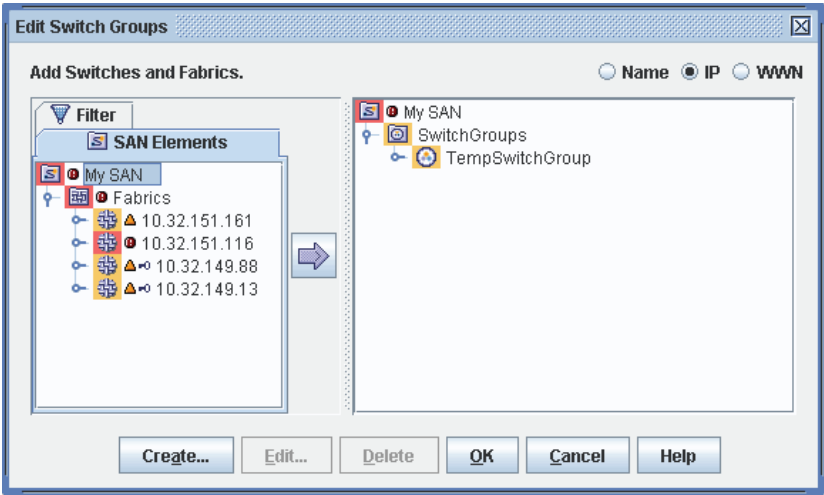 Edit Switch Groups
Add Switches and Fabrics.
Name IP WWN
Filter
SAN Elements
My SAN
Fabrics
10.32.151.161
10.32.151.116
10.32.149.88
10.32.149.13
My SAN
SwitchGroups
TempSwitchGroup
Create... Edit... Delete OK Cancel Help